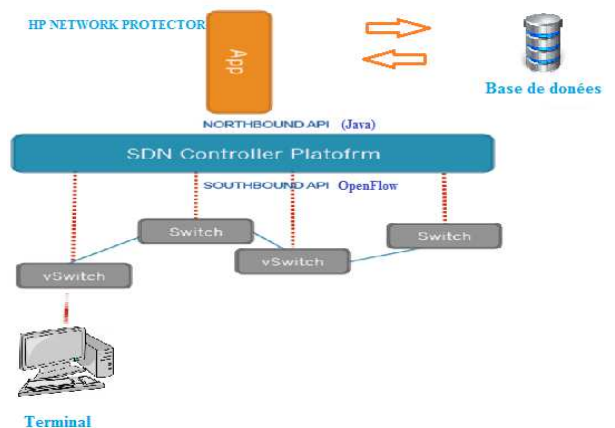 HP NETWORK PROTECTOR
App
Base de donées
NORTHBOUND API (Java)
SDN Controller Platofrm
SOUTHBOUND API OpenFlow
Switch
Switch
vSwitch
vSwitch
Terminal